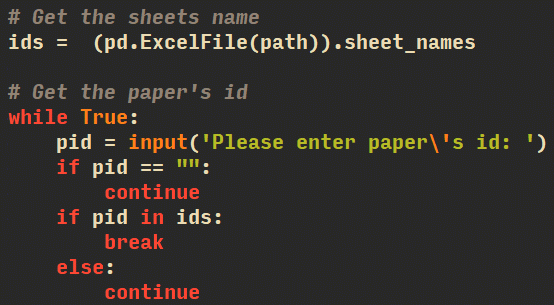 # Get the sheets name
ids =  (pd.ExcelFile(path)).sheet_names

# Get the paper's id
while True:
    pid = input('Please enter paper\'s id: ')
    if pid == "":
        continue
    if pid in ids:
        break
    else:
        continue